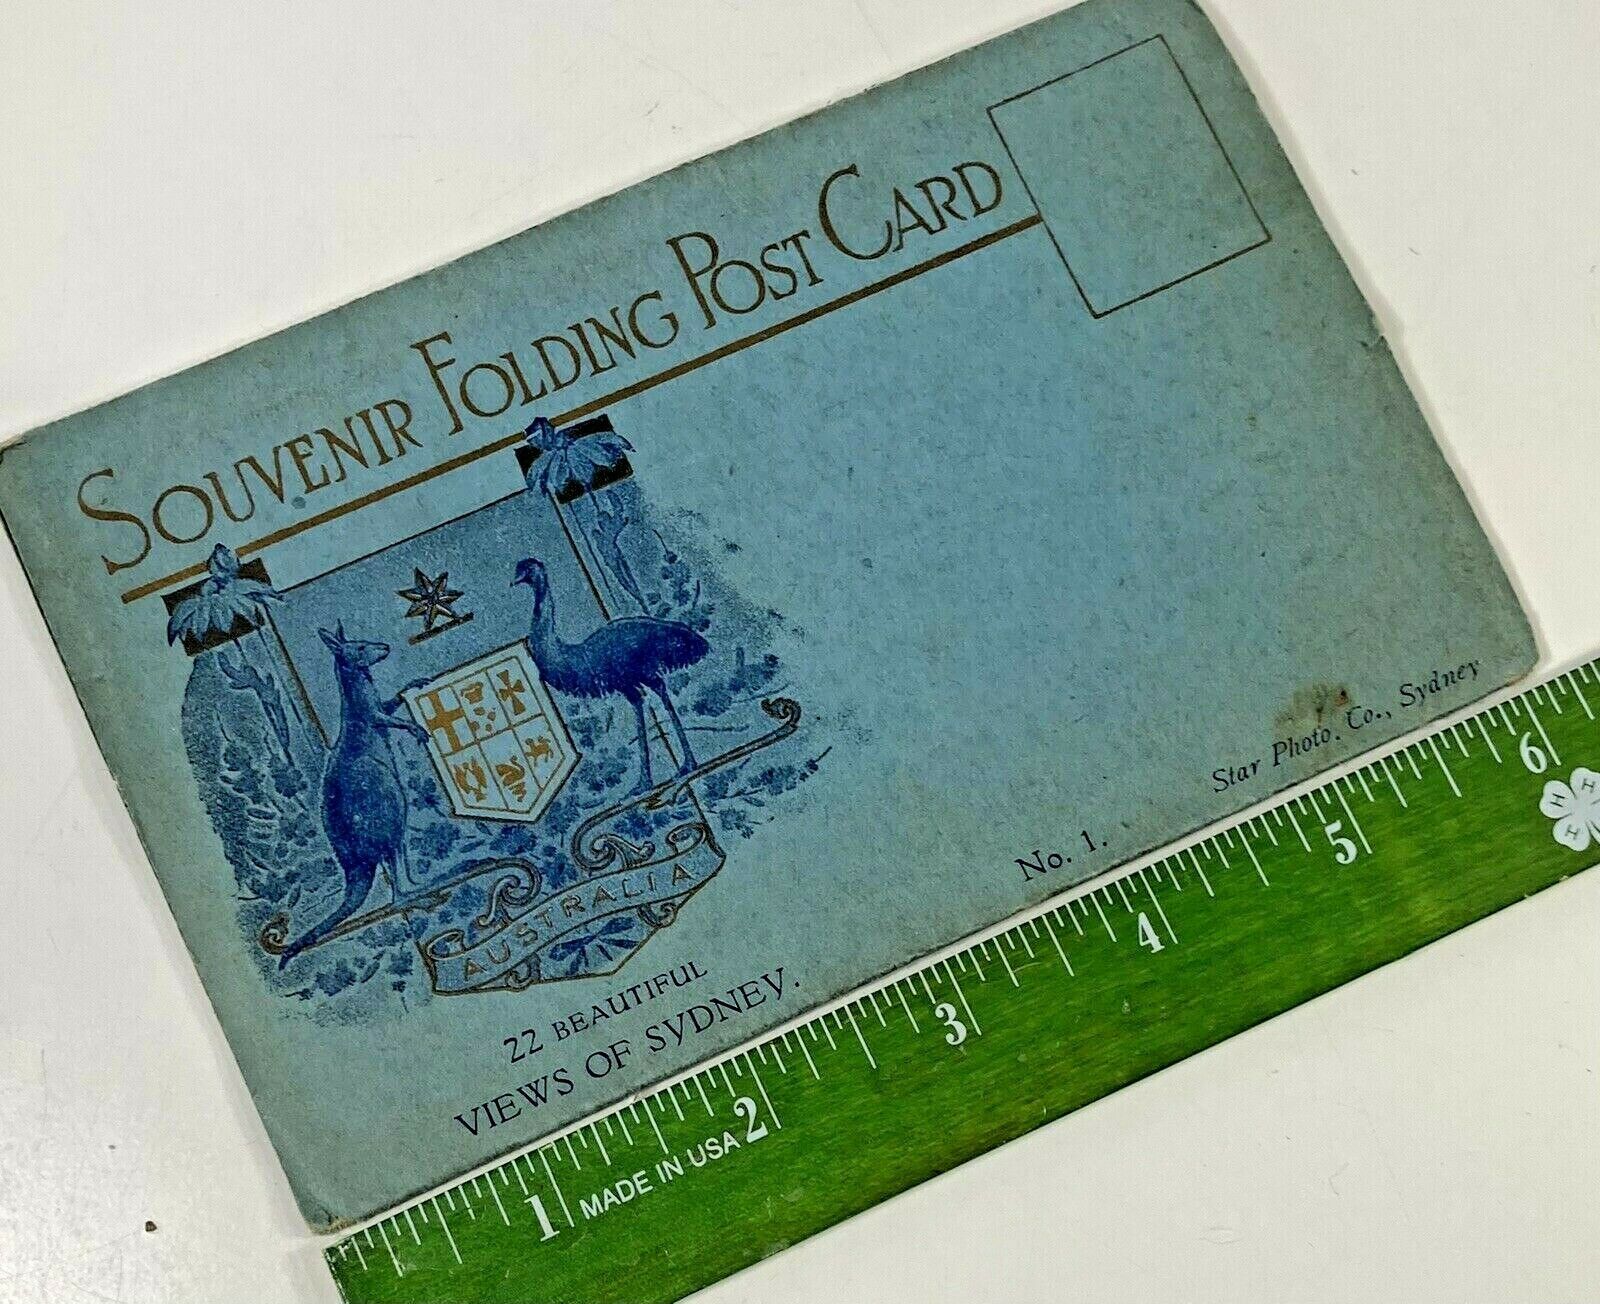 SOUVENIR FOLDING POST CARD
AUSTRALIA
22 BEAUTIFUL
VIEWS OF SYDNEY.
No. 1.
Star Photo. Co., Sydney
1 MADE IN USA 2 3 4 5 6
H H H H